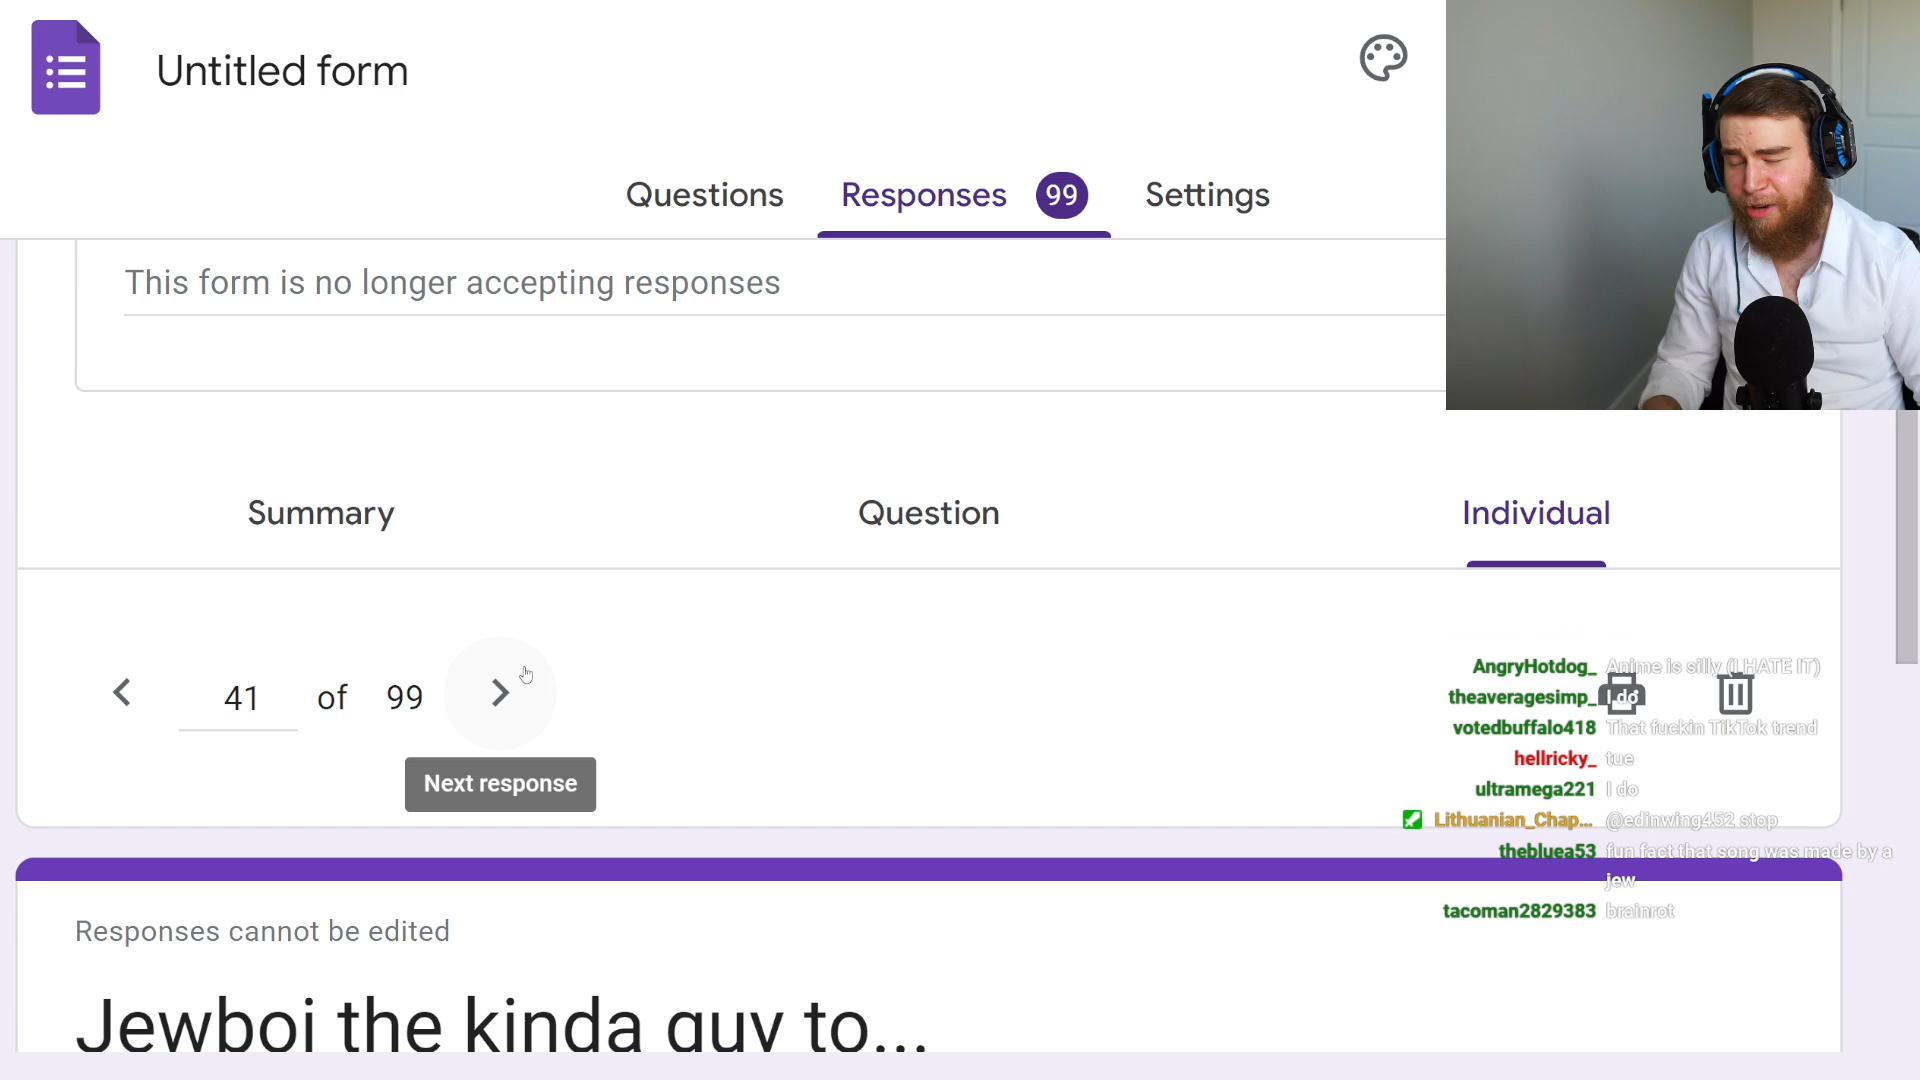 Untitled form
Questions
Responses 99
Settings
This form is no longer accepting responses
Summary
Question
Individual
41 of 99
Next response
AngryHotdog_ Anime is silly (I HATE IT)
theaveragesimp_ I do
votedbuffalo418 That fuckin TikTok trend
hellricky_ tue
ultramega221 I do
Lithuanian_Chap... @edinwing452 stop
thebluea53 fun fact that song was made by a
jew
tacoman2829383 brainrot
Responses cannot be edited
Jewboi the kinda guy to...